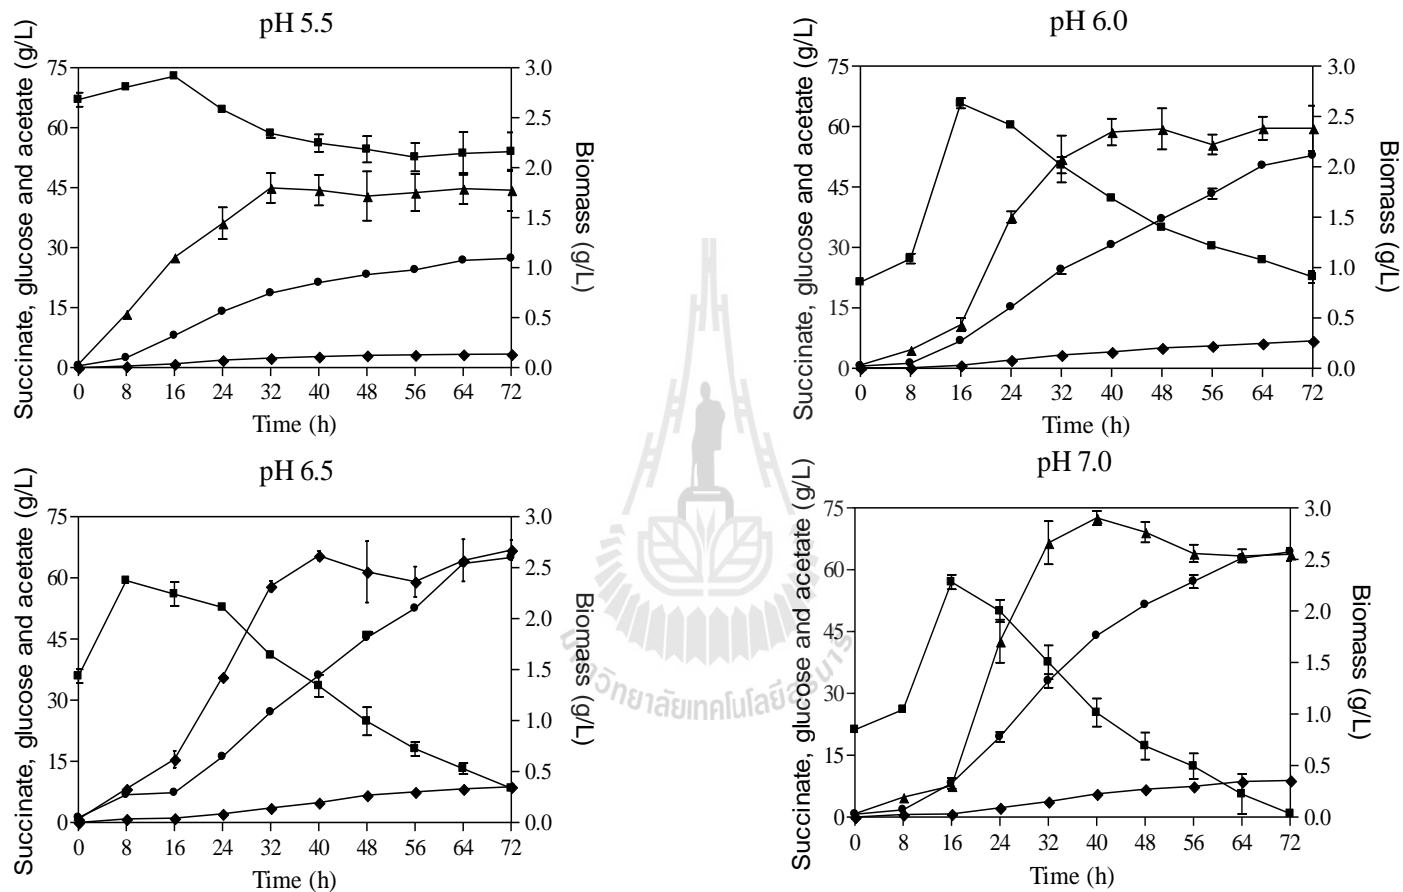 pH 5.5
Succinate, glucose and acetate (g/L)
75
60
45
30
15
0
3.0
2.5
2.0
1.5
1.0
0.5
0.0
Biomass (g/L)
0 8 16 24 32 40 48 56 64 72
Time (h)
pH 6.0
Succinate, glucose and acetate (g/L)
75
60
45
30
15
0
3.0
2.5
2.0
1.5
1.0
0.5
0.0
Biomass (g/L)
0 8 16 24 32 40 48 56 64 72
Time (h)
pH 6.5
Succinate, glucose and acetate (g/L)
75
60
45
30
15
0
3.0
2.5
2.0
1.5
1.0
0.5
0.0
Biomass (g/L)
0 8 16 24 32 40 48 56 64 72
Time (h)
pH 7.0
Succinate, glucose and acetate (g/L)
75
60
45
30
15
0
3.0
2.5
2.0
1.5
1.0
0.5
0.0
Biomass (g/L)
0 8 16 24 32 40 48 56 64 72
Time (h)